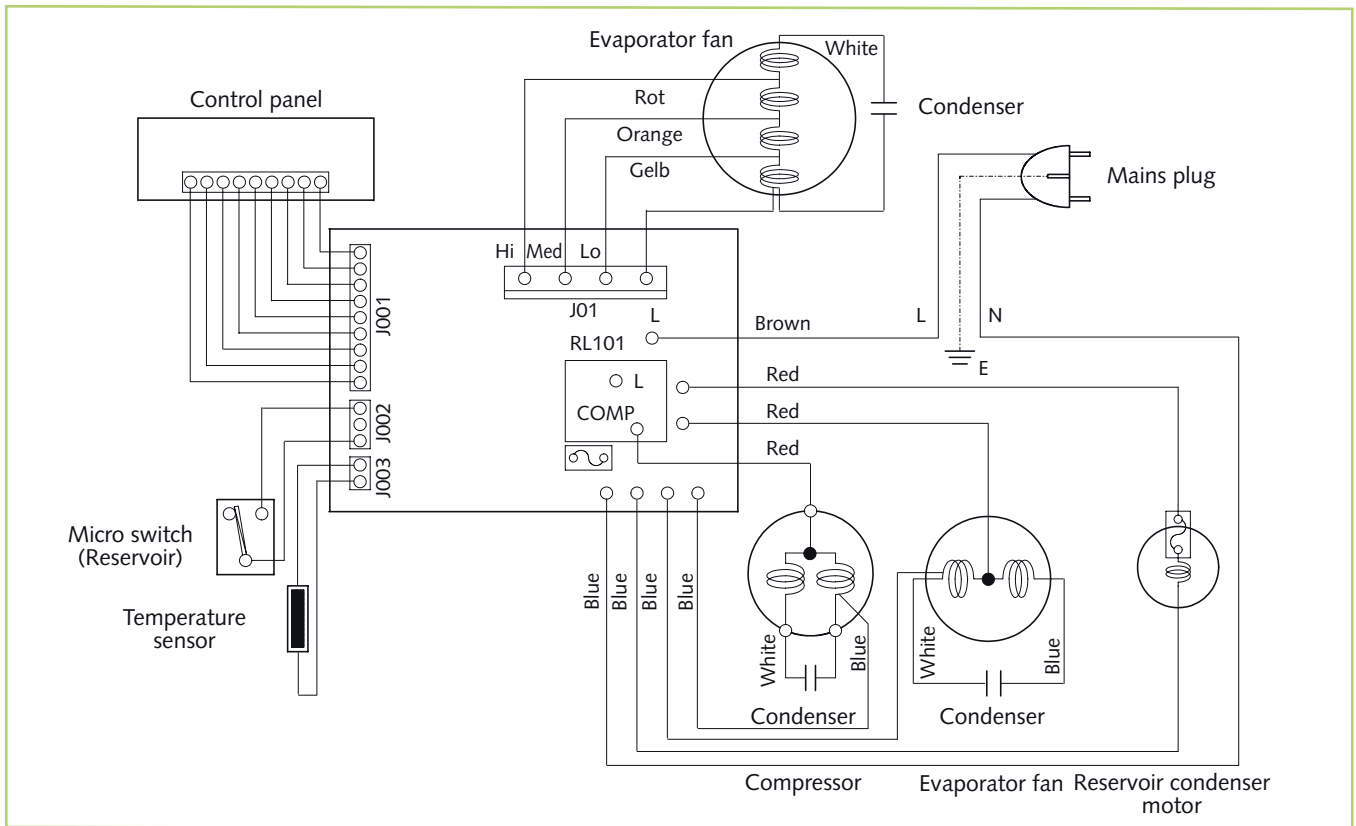 Evaporator fan
White
Control panel
Rot
Condenser
Orange
Gelb
Mains plug
Hi Med Lo
J01
L
Brown
L
N
J001
RL101
E
L
Red
COMP
Red
J002
Red
J003
Micro switch
(Reservoir)
Temperature
sensor
Blue
Blue
Blue
Blue
White
Blue
White
Blue
Condenser
Condenser
Compressor
Evaporator fan
Reservoir condenser
motor